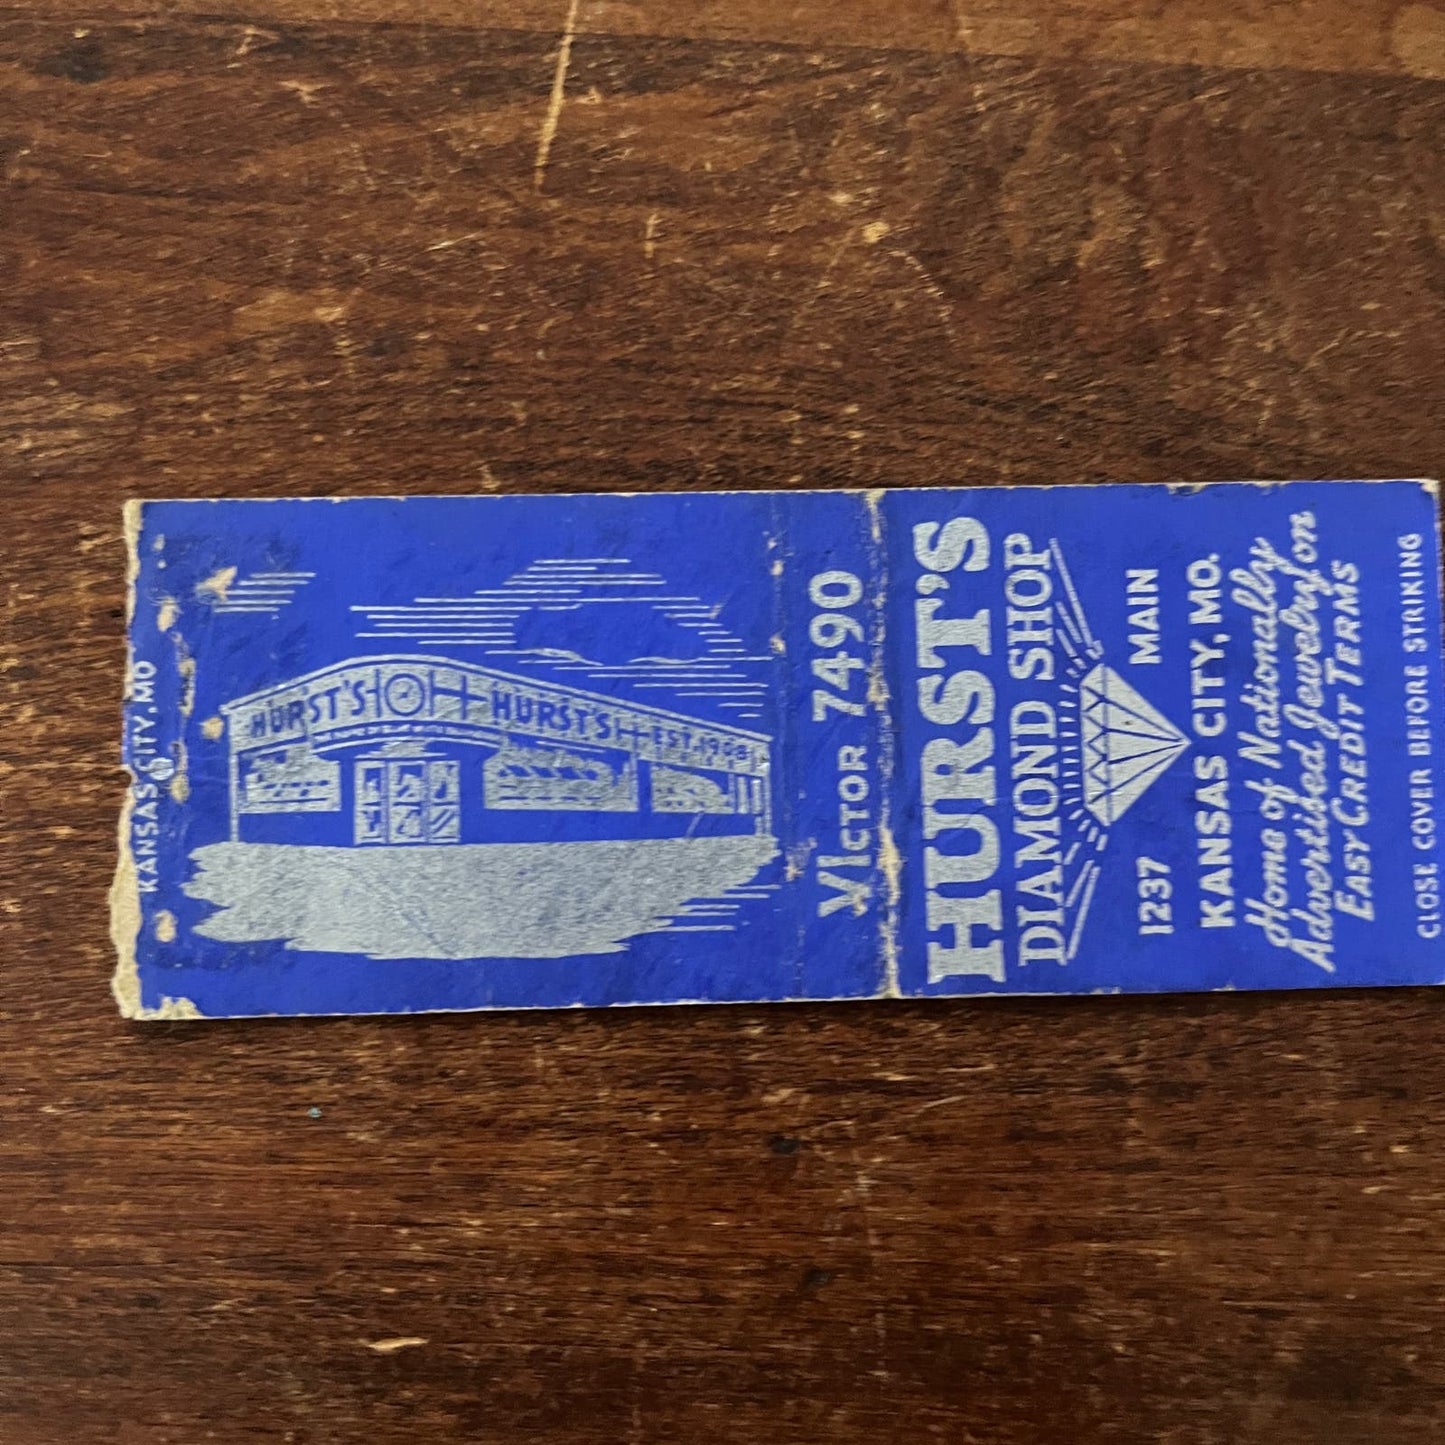 HURST'S
DIAMOND SHOP
1237 MAIN
KANSAS CITY, MO.
Home of Nationally
Advertised Jewelry on
EASY CREDIT TERMS
CLOSE COVER BEFORE STRIKING
VICTOR 7490
HURST'S
HURST'S
EST. 1908
KANSAS CITY, MO